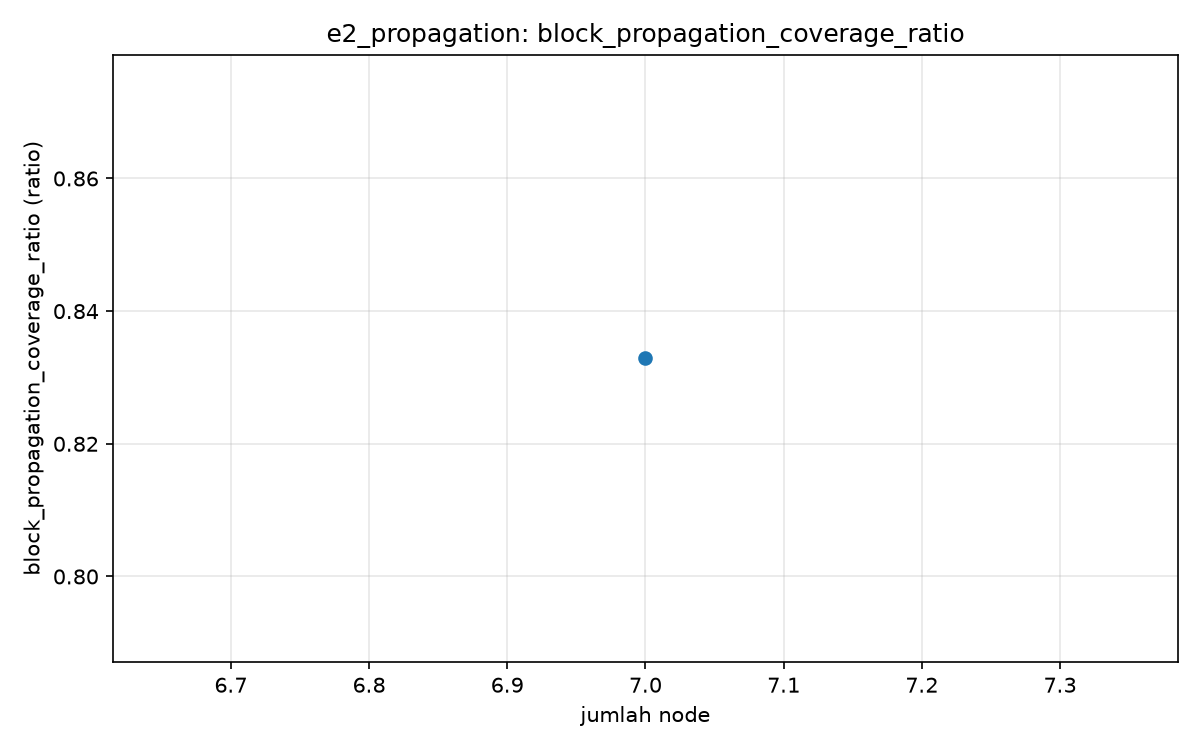 e2_propagation: block_propagation_coverage_ratio
block_propagation_coverage_ratio (ratio)
0.86
0.84
0.82
0.80
6.7 6.8 6.9 7.0 7.1 7.2 7.3
jumlah node